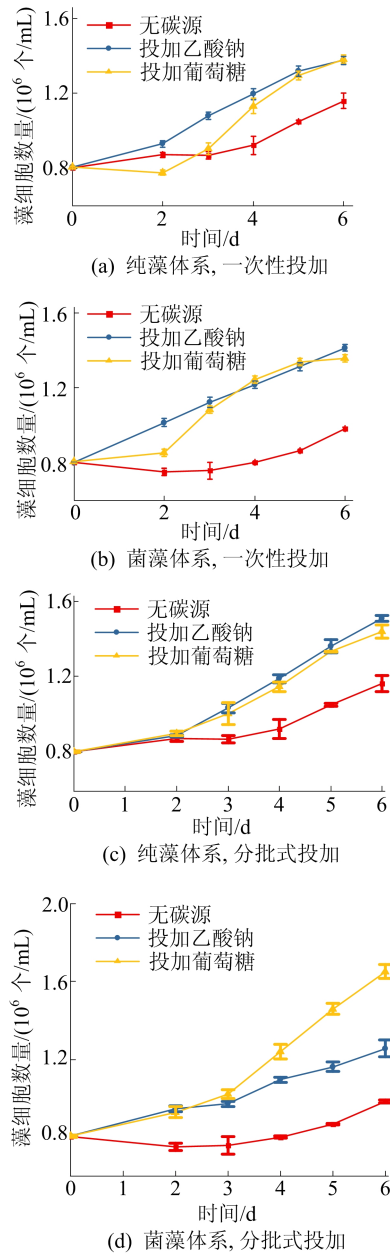 1.6
1.2
0.8
藻细胞数量/(10⁶ 个/mL)
无碳源
投加乙酸钠
投加葡萄糖
0 2 3 4 5 6
时间/d
(a) 纯藻体系, 一次性投加
1.6
1.2
0.8
藻细胞数量/(10⁶ 个/mL)
无碳源
投加乙酸钠
投加葡萄糖
0 2 3 4 5 6
时间/d
(b) 菌藻体系, 一次性投加
1.6
1.2
0.8
藻细胞数量/(10⁶ 个/mL)
无碳源
投加乙酸钠
投加葡萄糖
0 1 2 3 4 5 6
时间/d
(c) 纯藻体系, 分批式投加
2.0
1.6
1.2
0.8
藻细胞数量/(10⁶ 个/mL)
无碳源
投加乙酸钠
投加葡萄糖
0 1 2 3 4 5 6
时间/d
(d) 菌藻体系, 分批式投加